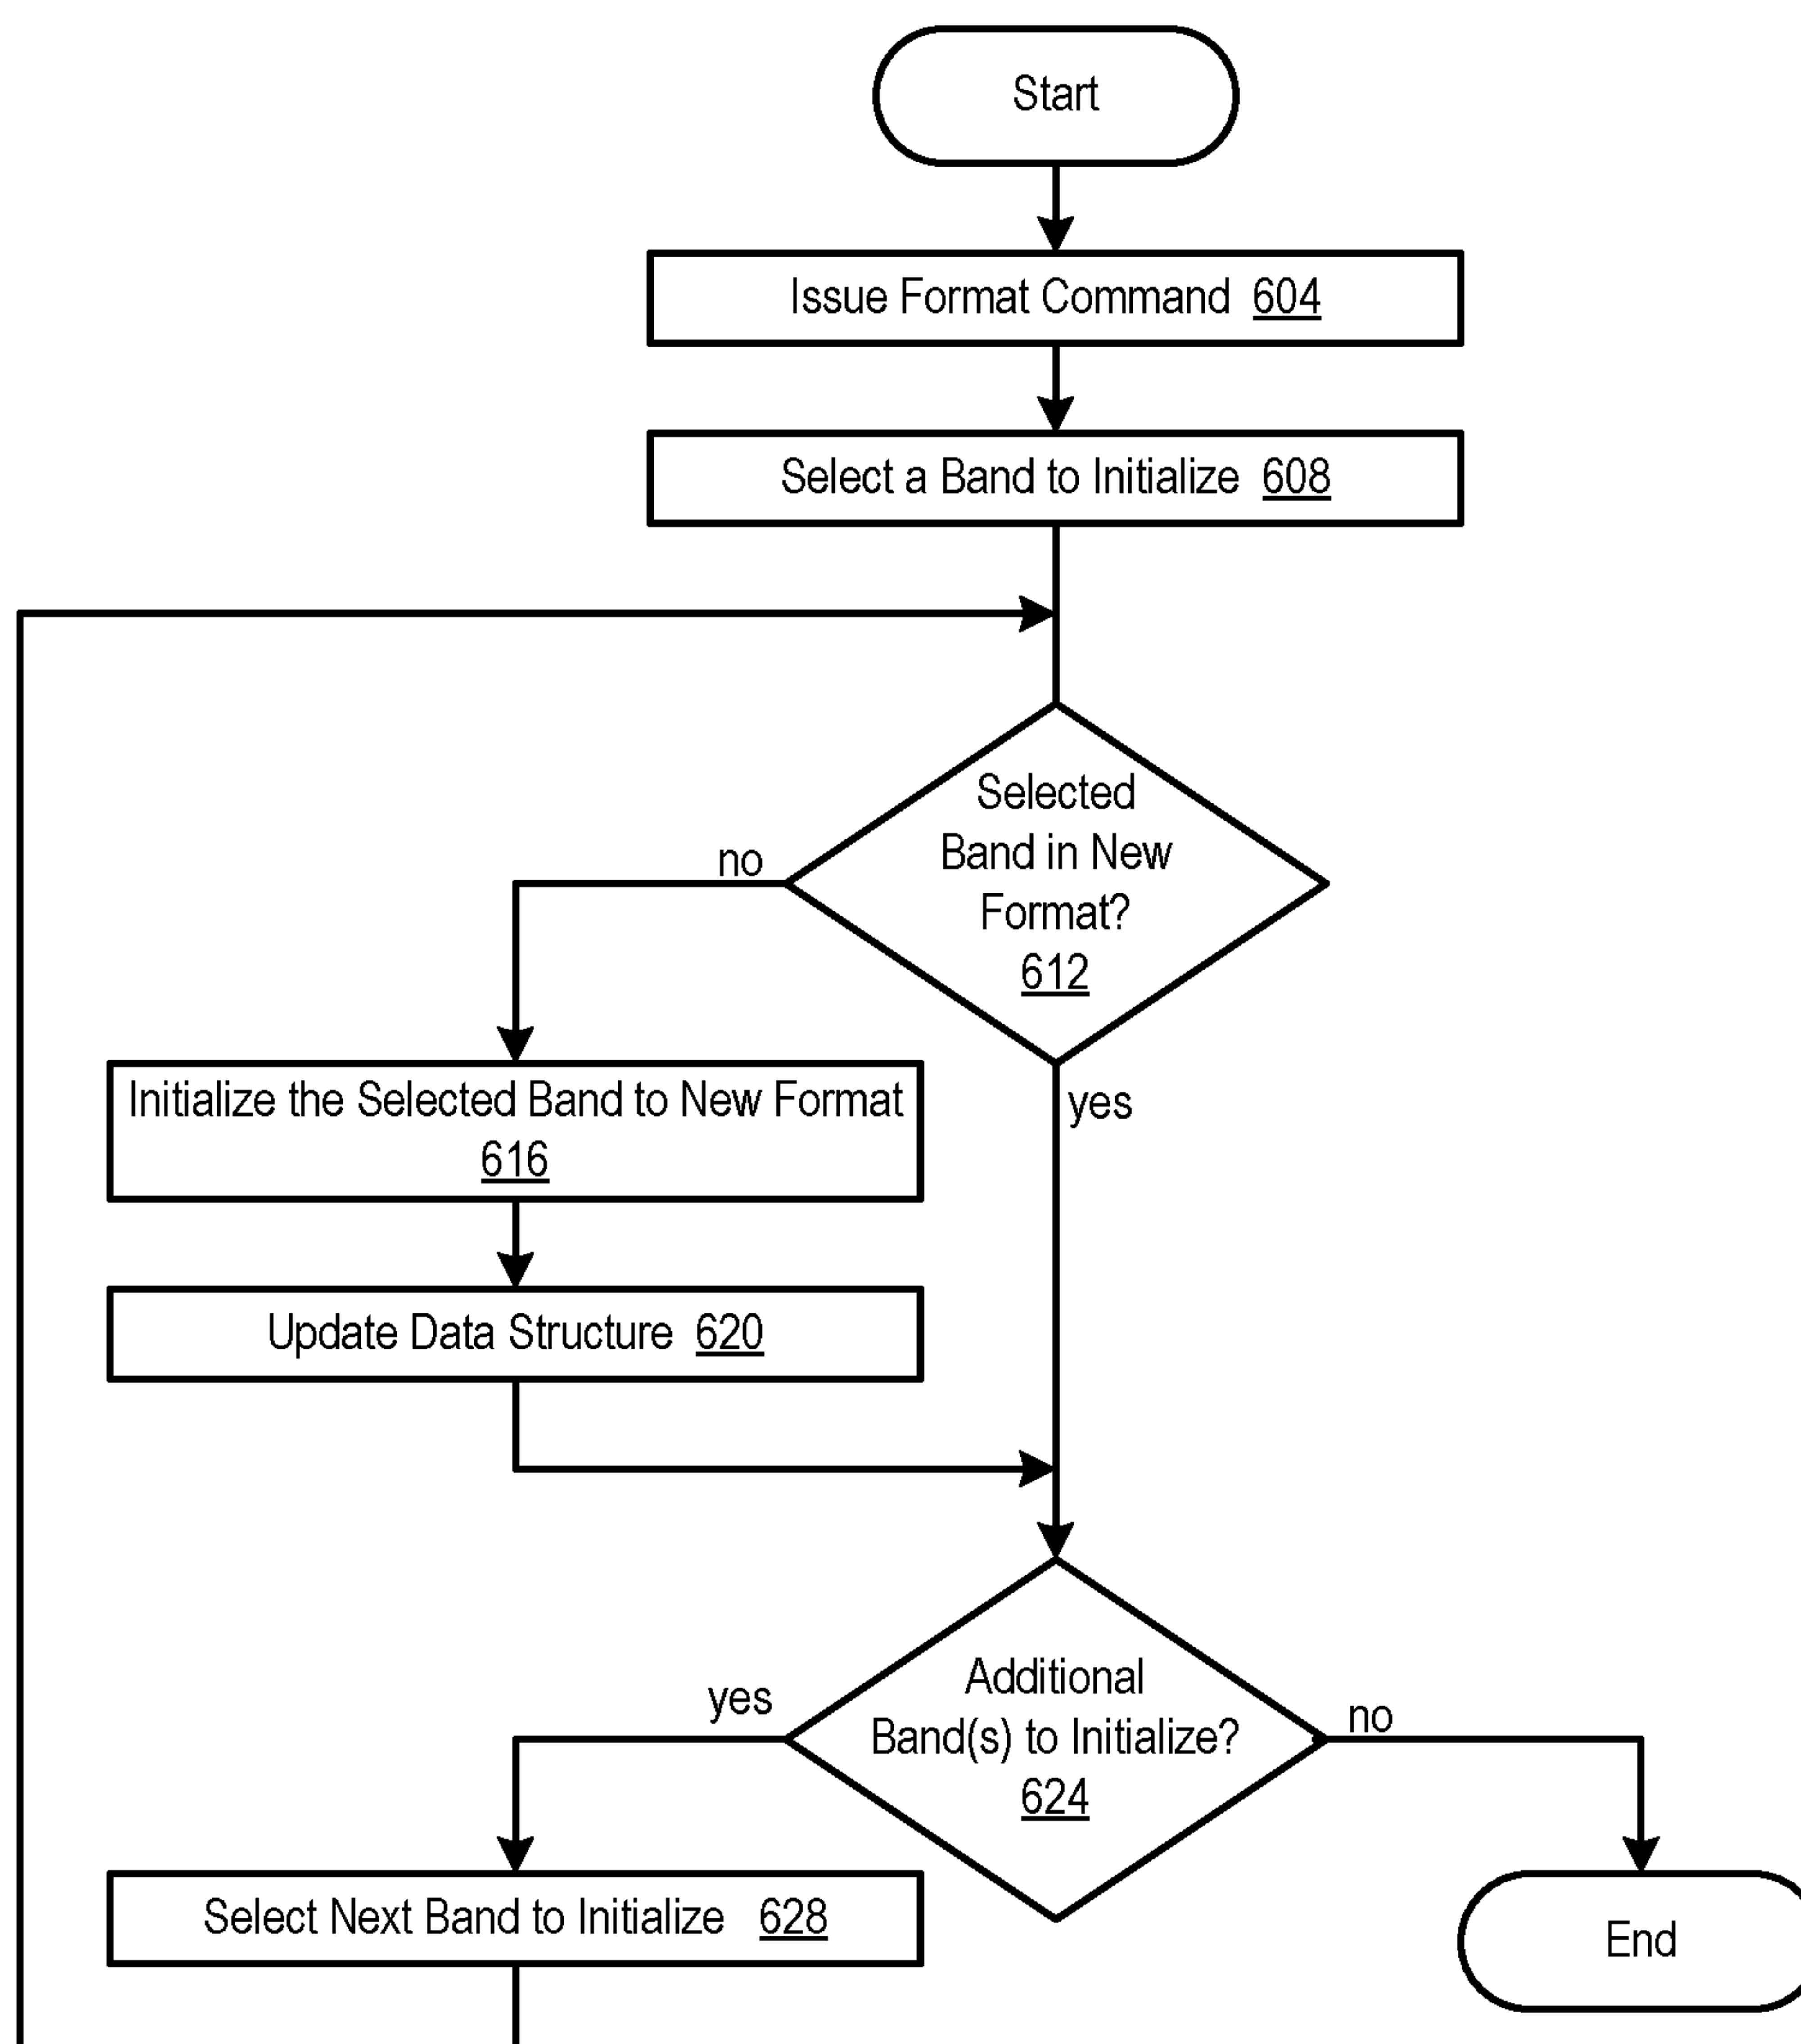 Start
Issue Format Command 604
Select a Band to Initialize 608
Selected
Band in New
Format?
612
no
yes
Initialize the Selected Band to New Format
616
Update Data Structure 620
Additional
Band(s) to Initialize?
624
yes
no
Select Next Band to Initialize 628
End